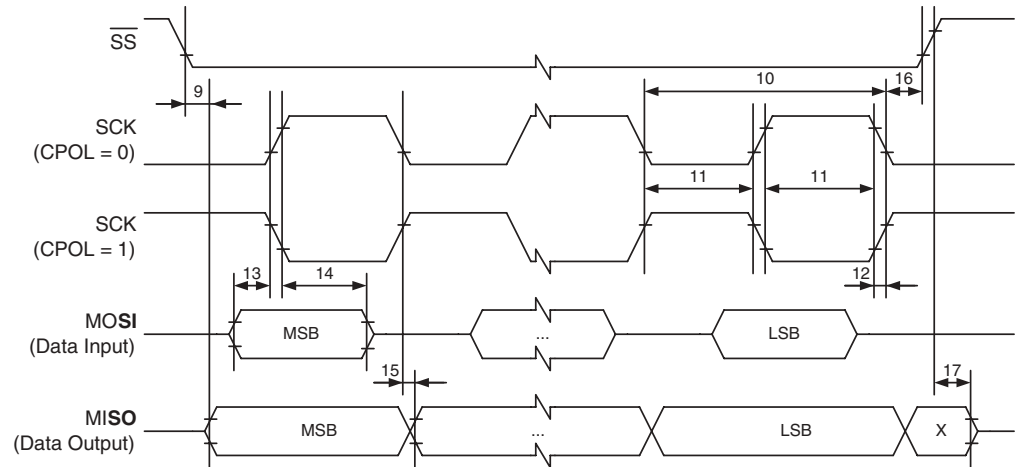 SS
9
10
16
SCK
(CPOL = 0)
11
11
SCK
(CPOL = 1)
13
14
12
MOSI
(Data Input)
MSB
...
LSB
15
17
MISO
(Data Output)
MSB
...
LSB
X